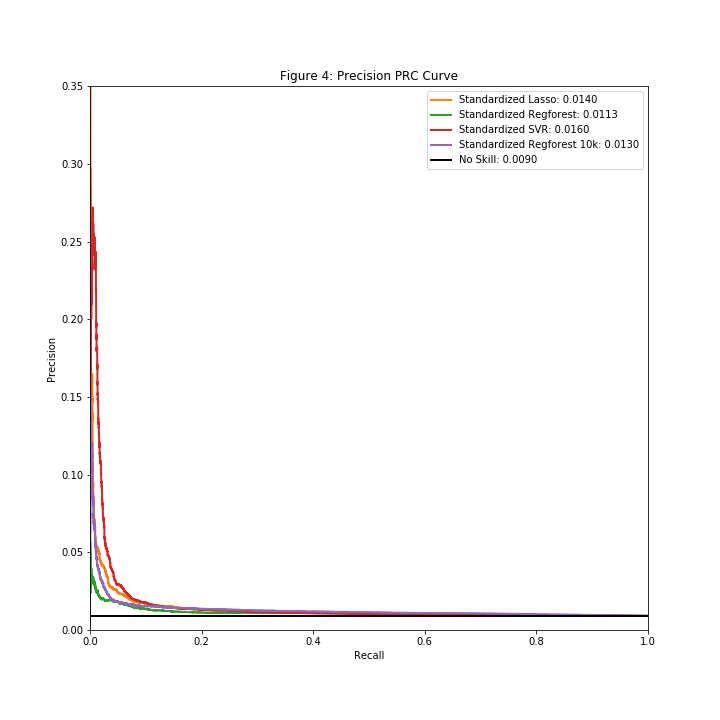 Figure 4: Precision PRC Curve
Standardized Lasso: 0.0140
Standardized Regforest: 0.0113
Standardized SVR: 0.0160
Standardized Regforest 10k: 0.0130
No Skill: 0.0090
0.35
0.30
0.25
0.20
0.15
0.10
0.05
0.00
Precision
0.0
0.2
0.4
0.6
0.8
1.0
Recall